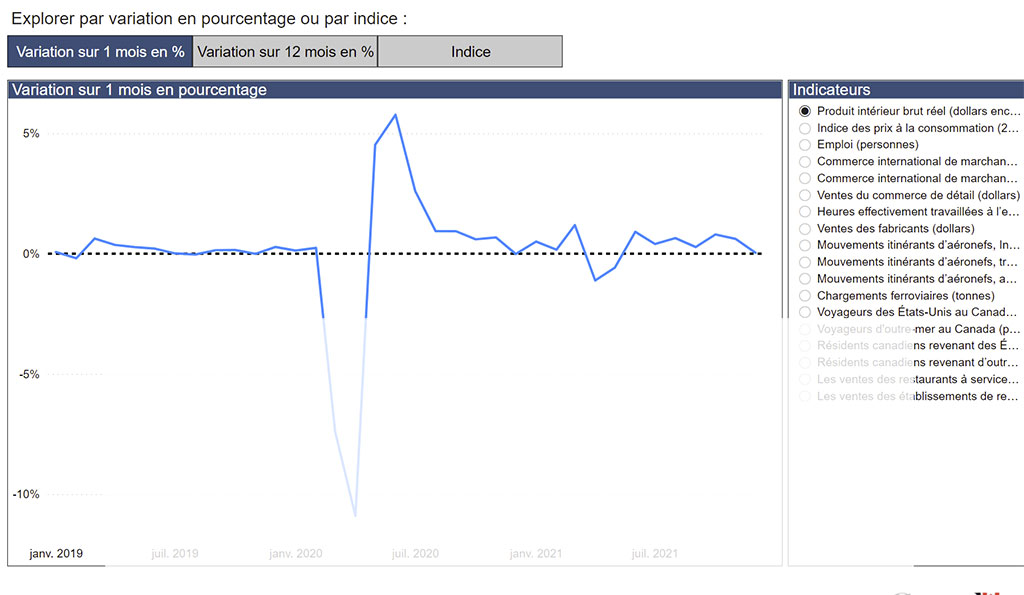 Explorer par variation en pourcentage ou par indice :
Variation sur 1 mois en %
Variation sur 12 mois en %
Indice
Variation sur 1 mois en pourcentage
5%
0%
-5%
-10%
janv. 2019
juil. 2019
janv. 2020
juil. 2020
janv. 2021
juil. 2021
Indicateurs
Produit intérieur brut réel (dollars enc...
Indice des prix à la consommation (2...
Emploi (personnes)
Commerce international de marchan...
Commerce international de marchan...
Ventes du commerce de détail (dollars)
Heures effectivement travaillées à l'e...
Ventes des fabricants (dollars)
Mouvements itinérants d'aéronefs, In...
Mouvements itinérants d'aéronefs, tr...
Mouvements itinérants d'aéronefs, a...
Chargements ferroviaires (tonnes)
Voyageurs des États-Unis au Canad...
Voyageurs d'outre-mer au Canada (p...
Résidents canadiens revenant des É...
Résidents canadiens revenant d'outr...
Les ventes des restaurants à service...
Les ventes des établissements de re...